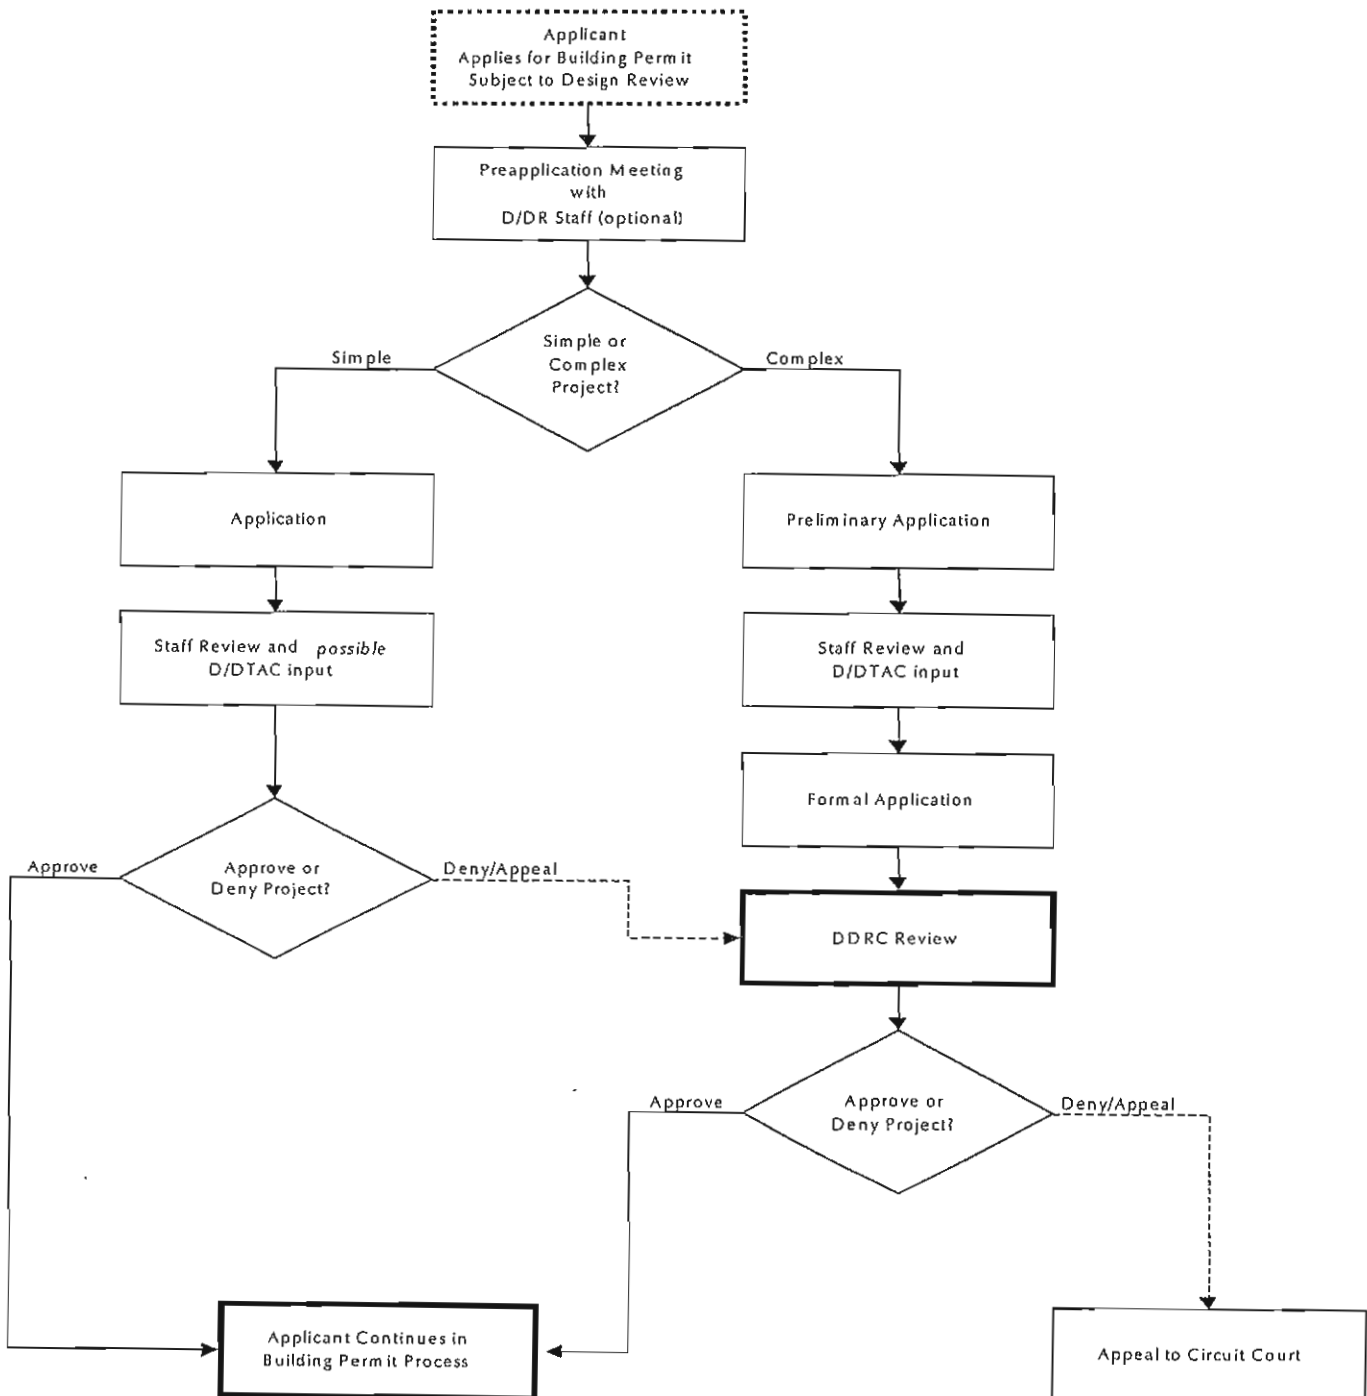 Applicant
Applies for Building Permit
Subject to Design Review
Preapplication Meeting
with
D/DR Staff (optional)
Simple or
Complex
Project?
Simple
Complex
Application
Preliminary Application
Staff Review and possible
D/DTAC input
Staff Review and
D/DTAC input
Formal Application
Approve
Approve or
Deny Project?
Deny/Appeal
DDRC Review
Approve
Approve or
Deny Project?
Deny/Appeal
Applicant Continues in
Building Permit Process
Appeal to Circuit Court